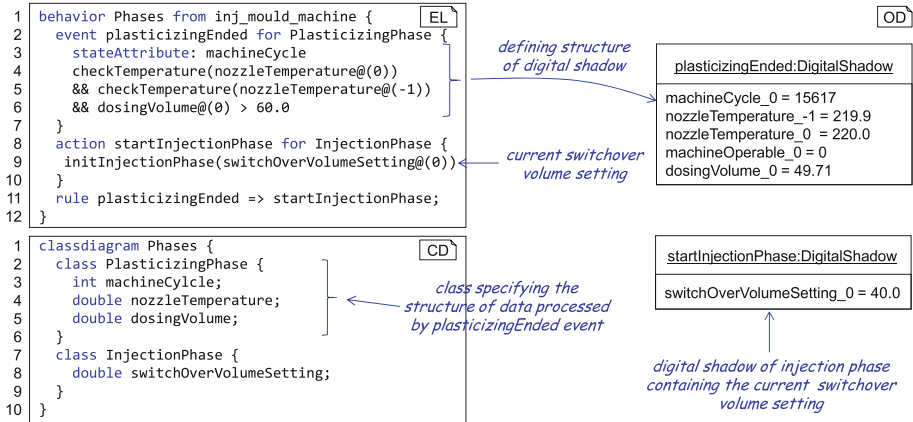 EL
1 behavior Phases from inj_mould_machine {
2 event plasticizingEnded for PlasticizingPhase {
3 stateAttribute: machineCycle
4 checkTemperature(nozzleTemperature@(0))
5 && checkTemperature(nozzleTemperature@(-1))
6 && dosingVolume@(0) > 60.0
7 }
8 action startInjectionPhase for InjectionPhase {
9 initInjectionPhase(switchOverVolumeSetting@(0))
10 }
11 rule plasticizingEnded => startInjectionPhase;
12 }
defining structure
of digital shadow
current switchover
volume setting
OD
plasticizingEnded:DigitalShadow
machineCycle_0 = 15617
nozzleTemperature_-1 = 219.9
nozzleTemperature_0 = 220.0
machineOperable_0 = 0
dosingVolume_0 = 49.71
CD
1 classdiagram Phases {
2 class PlasticizingPhase {
3 int machineCylcle;
4 double nozzleTemperature;
5 double dosingVolume;
6 }
7 class InjectionPhase {
8 double switchOverVolumeSetting;
9 }
10 }
class specifying the
structure of data processed
by plasticizingEnded event
startInjectionPhase:DigitalShadow
switchOverVolumeSetting_0 = 40.0
digital shadow of injection phase
containing the current switchover
volume setting